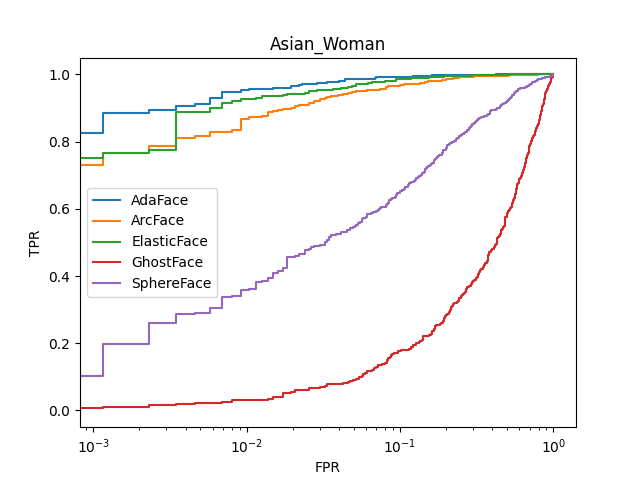 Asian_Woman
1.0
0.8
0.6
0.4
0.2
0.0
TPR
AdaFace
ArcFace
ElasticFace
GhostFace
SphereFace
10⁻³
10⁻²
10⁻¹
10⁰
FPR